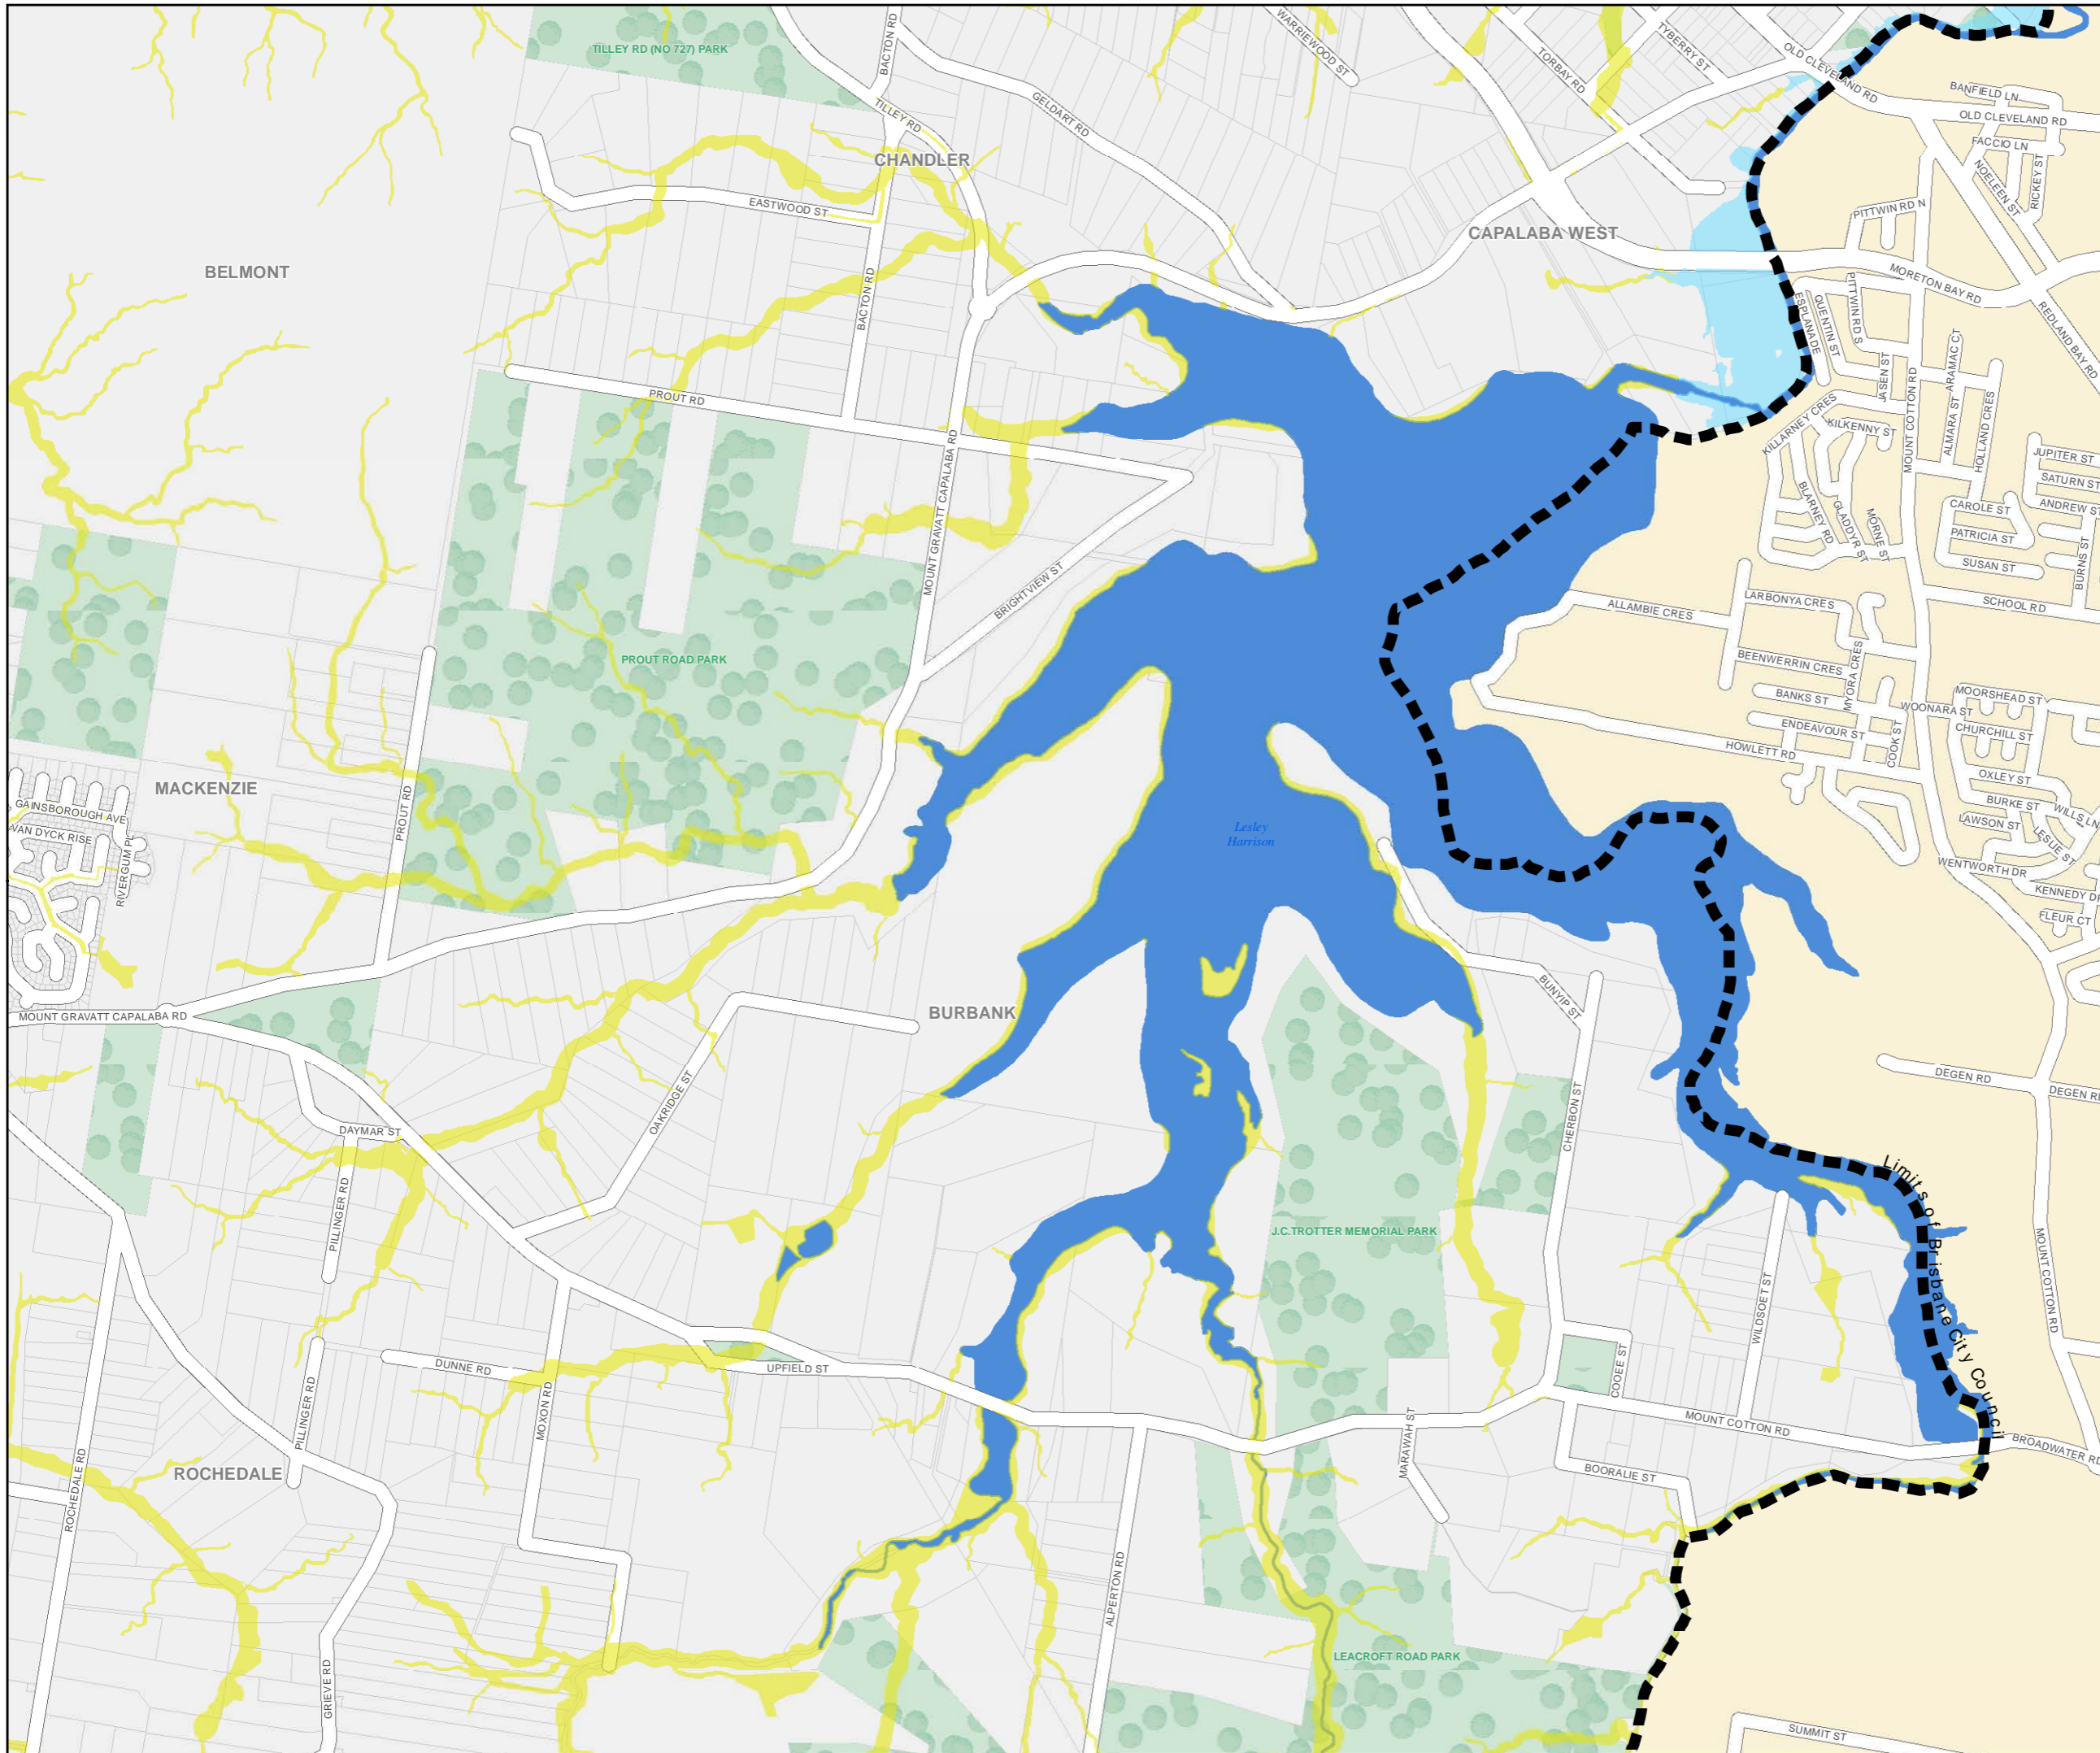 TILLEY RD (NO 727) PARK
BACTON RD
WARRIEWOOD ST
TORBAY RD
TYBERRY ST
OLD CLEVELAND RD
BANFIELD LN
OLD CLEVELAND RD
FACCIO LN
NOELEEN ST
RICKEY ST
GELDART RD
TILLEY RD
CHANDLER
EASTWOOD ST
PITTWIN RD N
CAPALABA WEST
BELMONT
BACTON RD
MORETON BAY RD
REDLAND BAY RD
ESPLANADE
QUENTIN ST
PITTWIN RD S
JASEN ST
MOUNT COTTON RD
ARAMAC CT
ALMARA ST
HOLLAND CRES
PROUT RD
KILLARNEY CRES
KILKENNY ST
JUPITER ST
SATURN ST
ANDREW ST
CAROLE ST
PATRICIA ST
SUSAN ST
BURNS ST
BLARNEY RD
GLADDYR ST
MORNE ST
MOUNT GRAVATT CAPALABA RD
BRIGHTVIEW ST
ALLAMBIE CRES
LARBONYA CRES
SCHOOL RD
PROUT ROAD PARK
BEENWERRIN CRES
MYORA CRES
BANKS ST
WOONARA ST
MOORSHEAD ST
ENDEAVOUR ST
COOK ST
CHURCHILL ST
HOWLETT RD
OXLEY ST
BURKE ST
WILLS LN
LAWSON ST
LESLIE ST
WENTWORTH DR
KENNEDY DR
FLEUR CT
MACKENZIE
GAINSBOROUGH AVE
VAN DYCK RISE
RIVERGUM PL
PROUT RD
Lesley
Harrison
BURBANK
MOUNT GRAVATT CAPALABA RD
BUNYIP ST
DEGEN RD
DEGEN RD
OAKRIDGE ST
DAYMAR ST
CHERBON ST
PILLINGER RD
J.C.TROTTER MEMORIAL PARK
Limits of Brisbane City Council
MOUNT COTTON RD
WILDSOET ST
DUNNE RD
UPFIELD ST
COOEE ST
MOXON RD
PILLINGER RD
MARAWAH ST
MOUNT COTTON RD
BROADWATER RD
ROCHEDALE
BOORALIE ST
ROCHEDALE RD
ALPERTON RD
GRIEVE RD
LEACROFT ROAD PARK
SUMMIT ST